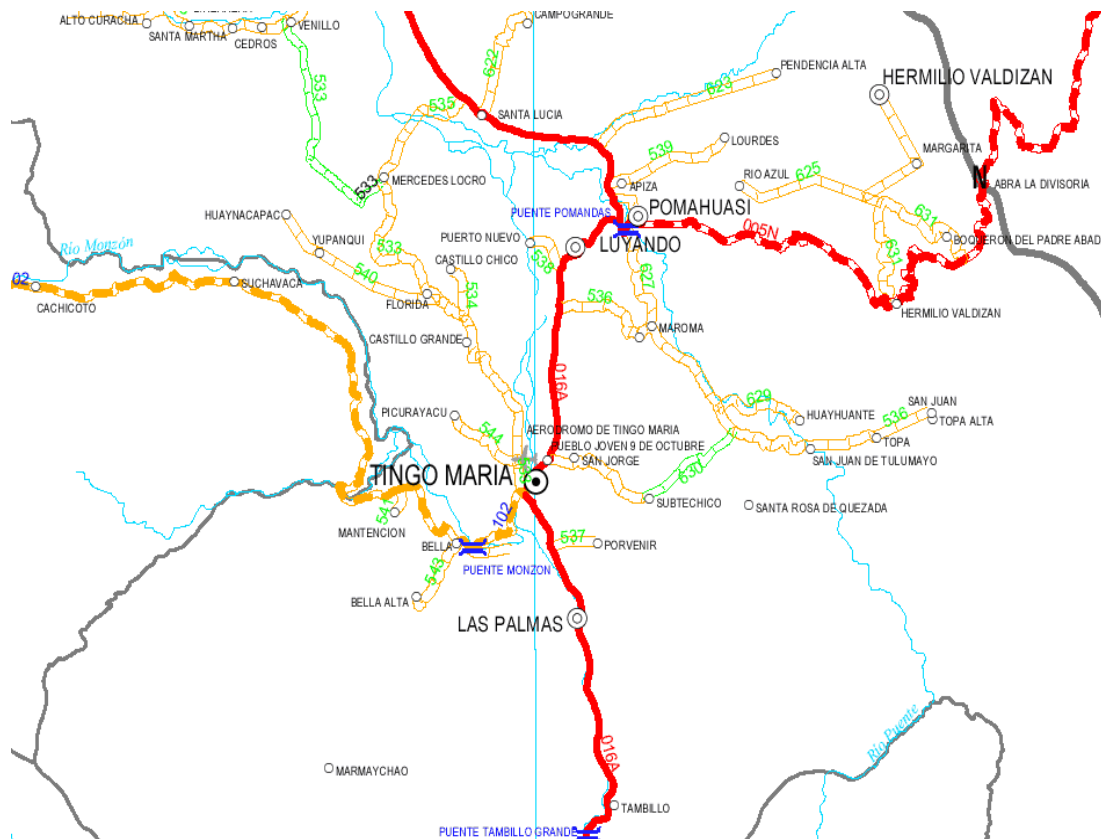 ALTO CURACHA
SANTA MARTHA
CEDROS
VENILLO
CAMPOGRANDE
622
533
535
SANTA LUCIA
623
PENDENCIA ALTA
HERMILIO VALDIZAN
LOURDES
539
MARGARITA
N
ABRA LA DIVISORIA
533
MERCEDES LOCRO
APIZA
RIO AZUL
625
HUAYNACAPAC
PUENTE POMANDAS
POMAHUASI
631
Río Monzón
YUPANQUI
533
PUERTO NUEVO
LUYANDO
005N
BOQUERON DEL PADRE ABAD
CASTILLO CHICO
538
631
02
CACHICOTO
SUCHAVACA
540
FLORIDA
534
536
627
HERMILIO VALDIZAN
CASTILLO GRANDE
MAROMA
016A
PICURAYACU
544
629
HUAYHUANTE
SAN JUAN
536
TOPA ALTA
AERODROMO DE TINGO MARIA
PUEBLO JOVEN 9 DE OCTUBRE
SAN JORGE
TOPA
SAN JUAN DE TULUMAYO
TINGO MARIA
630
SUBTECHICO
SANTA ROSA DE QUEZADA
541
102
MANTENCION
BELLA
537
PORVENIR
PUENTE MONZON
543
BELLA ALTA
LAS PALMAS
Río Puente
016A
MARMAYCHAO
TAMBILLO
PUENTE TAMBILLO GRANDE